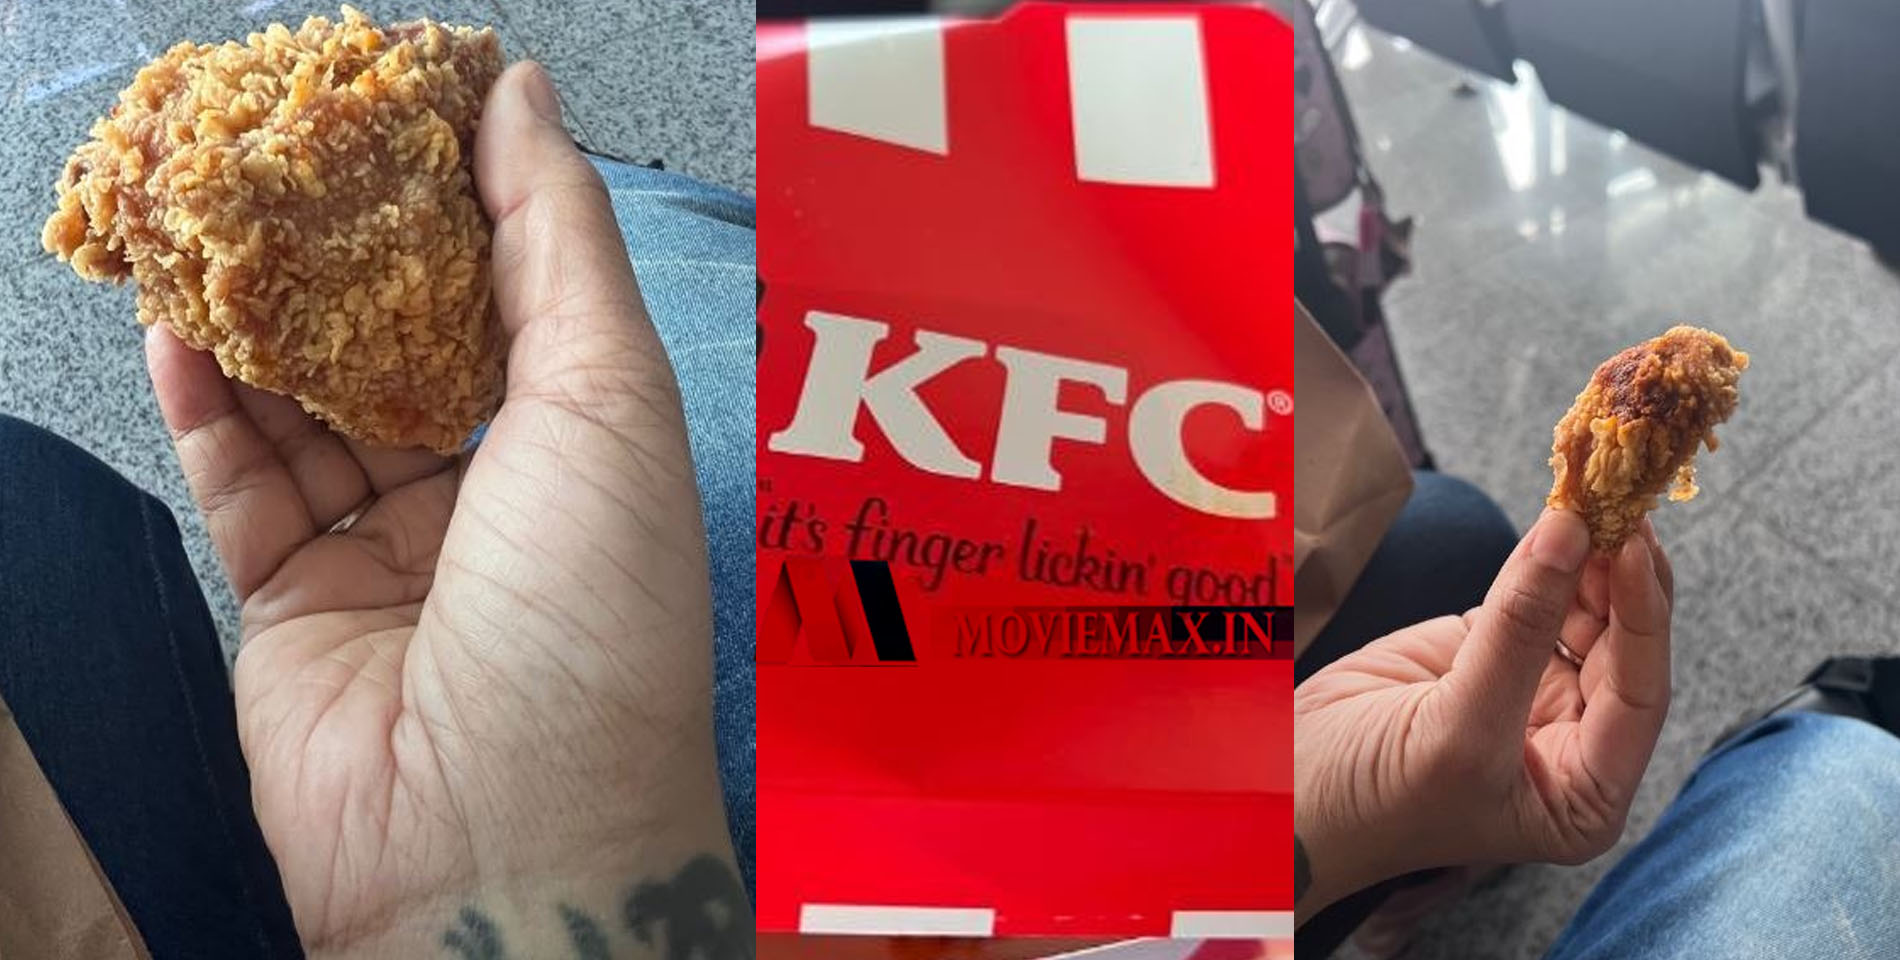 KFC®
it's finger lickin' good
MOVIEMAX.IN